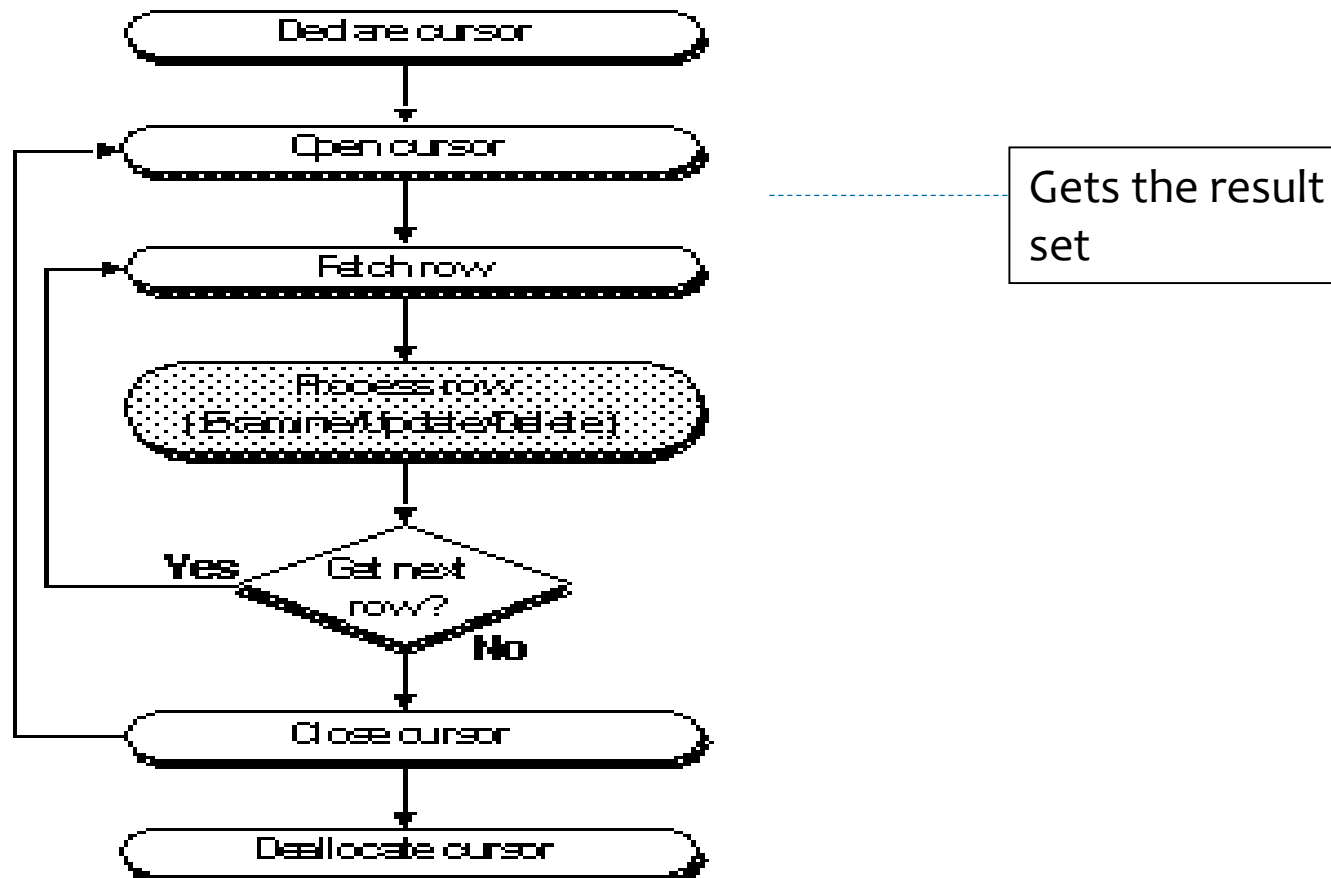 Declare cursor
Open cursor
Gets the result
set
Fetch row
Process row
(Examine/Update/Delete)
Yes
Get next
row?
No
Close cursor
Deallocate cursor